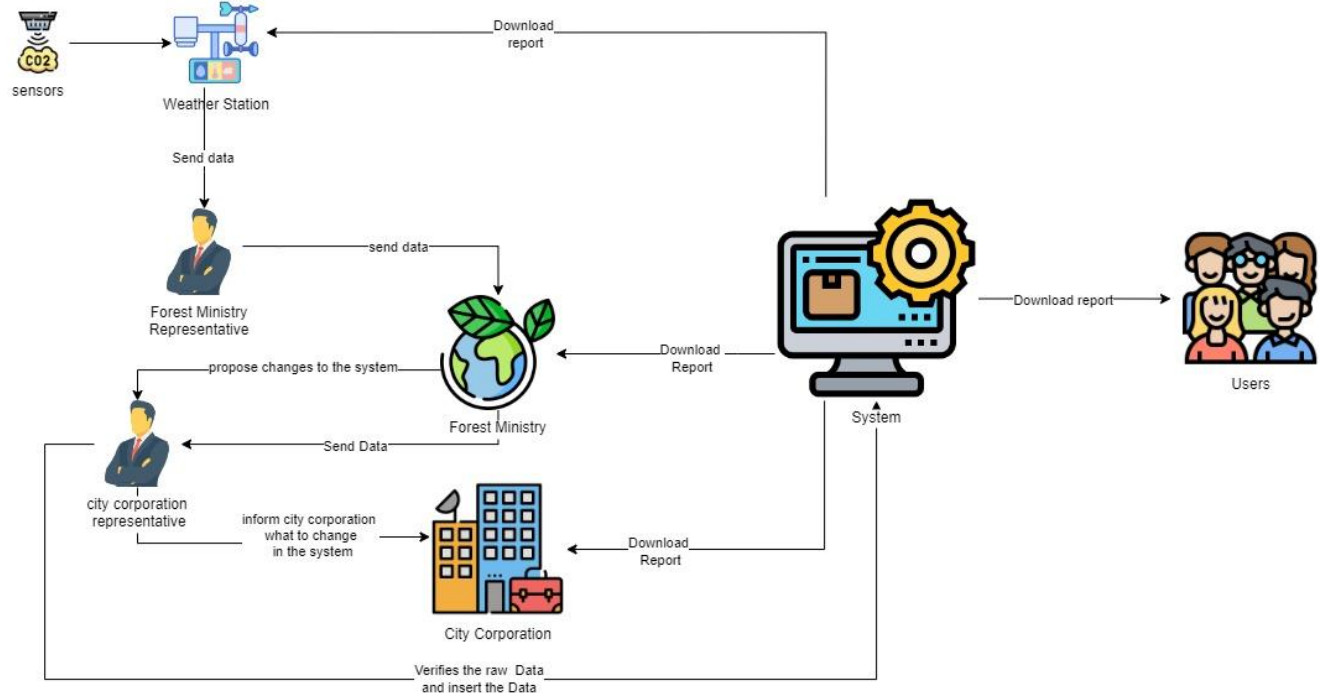 CO2
sensors
Weather Station
Download
report
Send data
send data
Forest Ministry
Representative
propose changes to the system
Forest Ministry
Send Data
Download
Report
System
Download report
Users
city corporation
representative
inform city corporation
what to change
in the system
Download
Report
City Corporation
Verifies the raw Data
and insert the Data